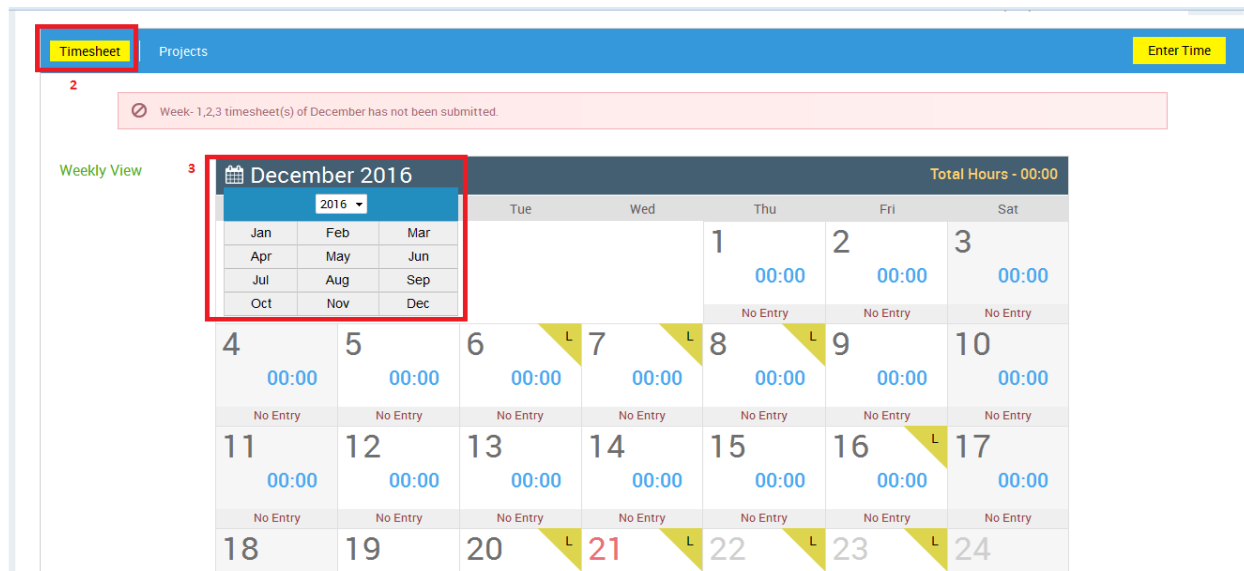 Timesheet Projects Enter Time
2
Week- 1,2,3 timesheet(s) of December has not been submitted.
Weekly View 3 December 2016 Total Hours - 00:00
2016 Tue Wed Thu Fri Sat
Jan Feb Mar
Apr May Jun
Jul Aug Sep
Oct Nov Dec
1 2 3
00:00 00:00 00:00
No Entry No Entry No Entry
4 5 6 L 7 L 8 L 9 10
00:00 00:00 00:00 00:00 00:00 00:00 00:00
No Entry No Entry No Entry No Entry No Entry No Entry No Entry
11 12 13 14 15 16 L 17
00:00 00:00 00:00 00:00 00:00 00:00 00:00
No Entry No Entry No Entry No Entry No Entry No Entry No Entry
18 19 20 L 21 L 22 L 23 L 24